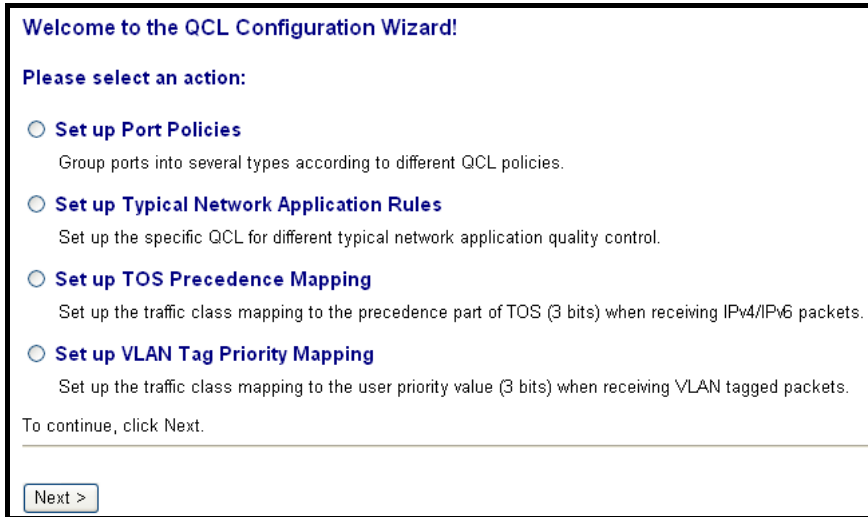 Welcome to the QCL Configuration Wizard!
Please select an action:
Set up Port Policies
Group ports into several types according to different QCL policies.
Set up Typical Network Application Rules
Set up the specific QCL for different typical network application quality control.
Set up TOS Precedence Mapping
Set up the traffic class mapping to the precedence part of TOS (3 bits) when receiving IPv4/IPv6 packets.
Set up VLAN Tag Priority Mapping
Set up the traffic class mapping to the user priority value (3 bits) when receiving VLAN tagged packets.
To continue, click Next.
Next >